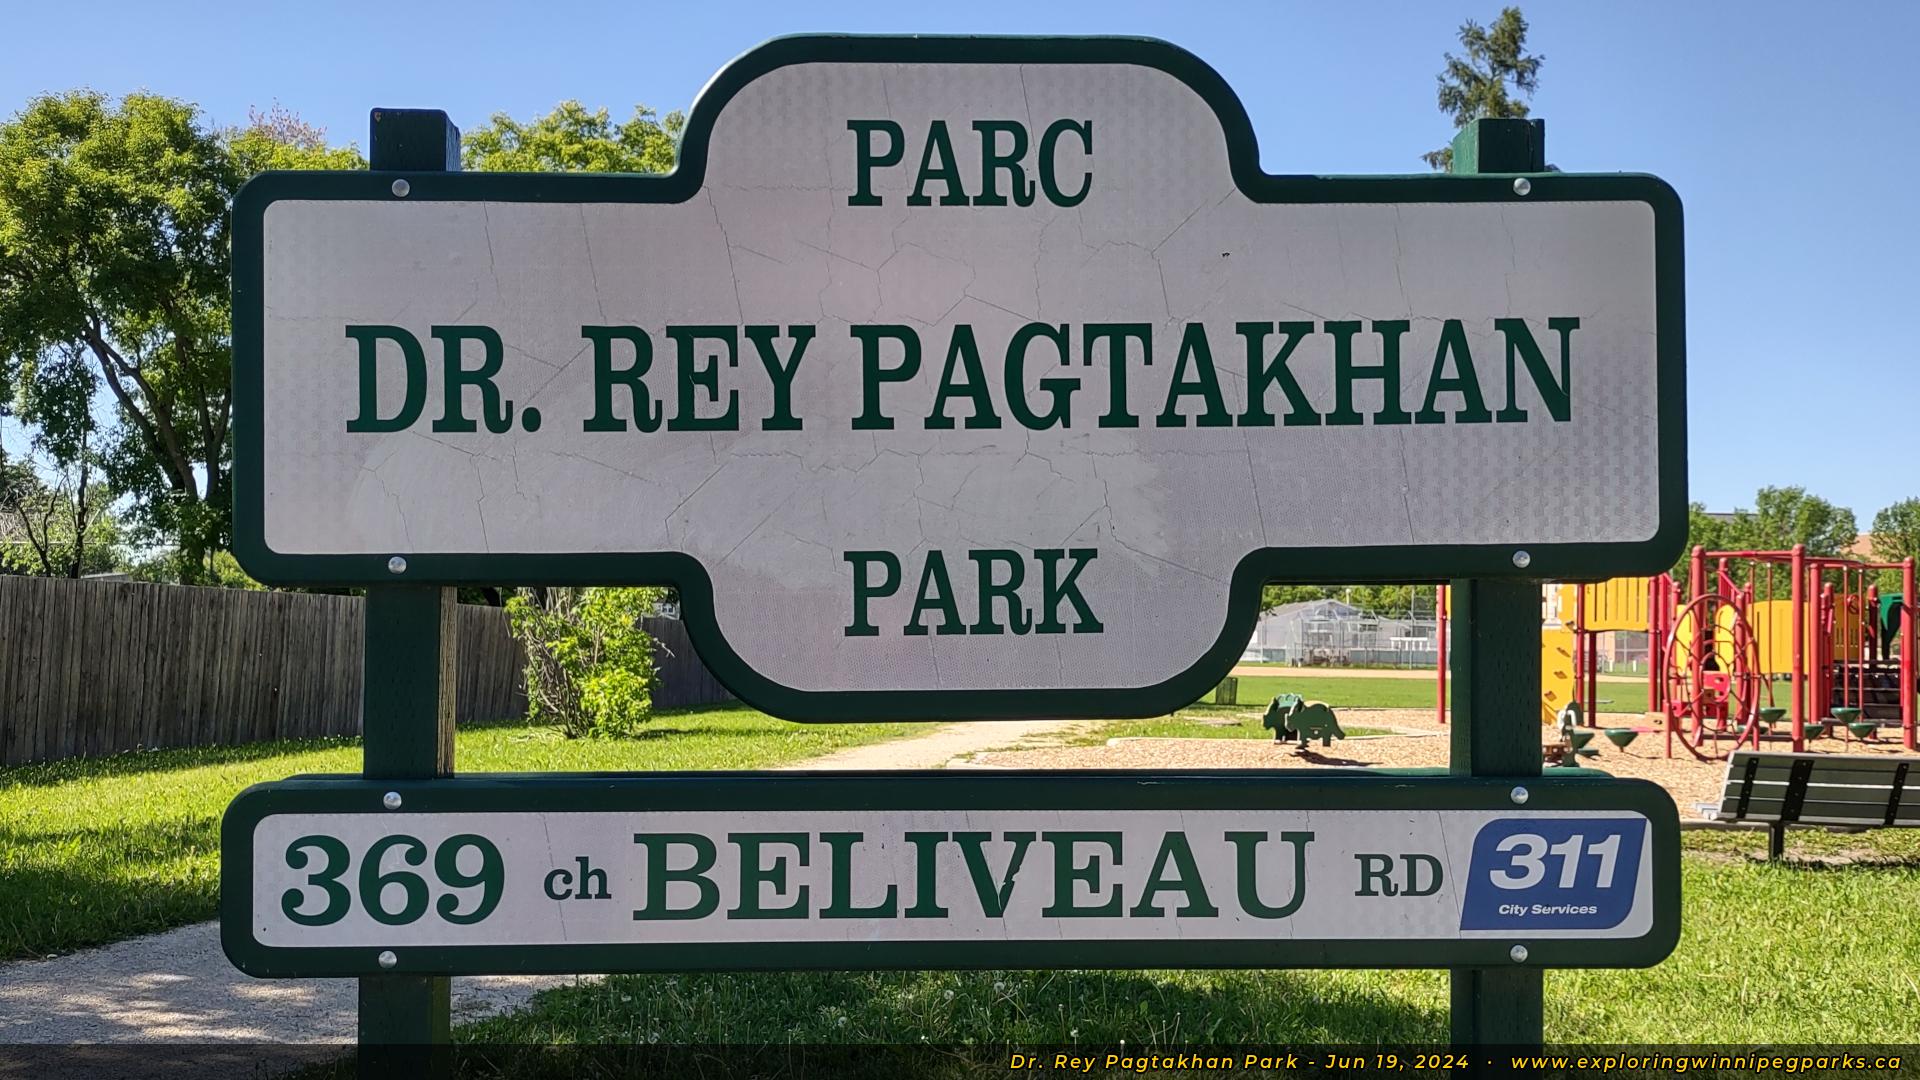 PARC
DR. REY PAGTAKHAN
PARK
369 ch BELIVEAU RD 311
City Services
Dr. Rey Pagtakhan Park - Jun 19, 2024 · www.exploringwinnipegparks.ca